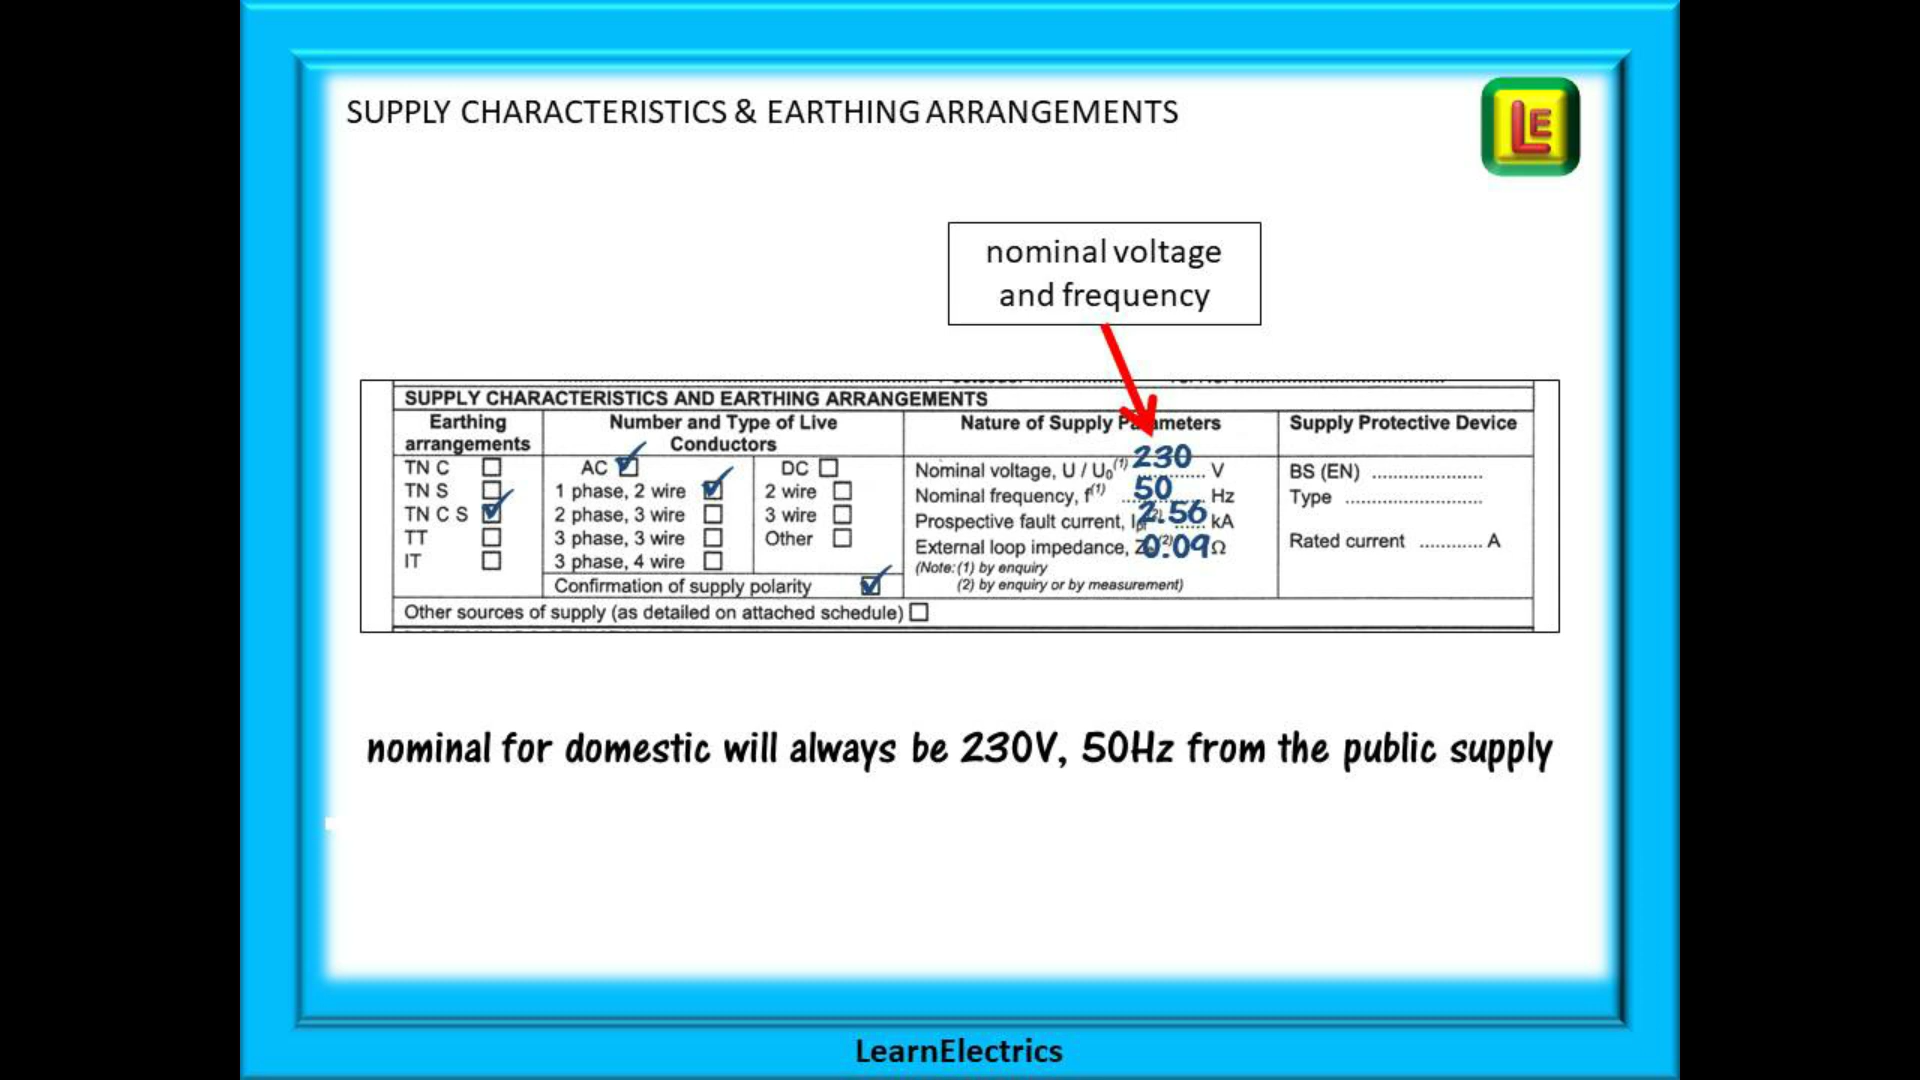 SUPPLY CHARACTERISTICS & EARTHING ARRANGEMENTS
LE
nominal voltage
and frequency
SUPPLY CHARACTERISTICS AND EARTHING ARRANGEMENTS
Earthing
arrangements
TN C
TN S
TN C S
TT
IT
Number and Type of Live
Conductors
AC
1 phase, 2 wire
2 phase, 3 wire
3 phase, 3 wire
3 phase, 4 wire
DC
2 wire
3 wire
Other
Confirmation of supply polarity
Nature of Supply Parameters
Nominal voltage, U / U₀⁽¹⁾ 230 V
Nominal frequency, f⁽¹⁾ 50 Hz
Prospective fault current, 2.56 kA
External loop impedance, 0.09 Ω
(Note: (1) by enquiry
(2) by enquiry or by measurement)
Supply Protective Device
BS (EN) ....................
Type .........................
Rated current ............ A
Other sources of supply (as detailed on attached schedule)
nominal for domestic will always be 230V, 50Hz from the public supply
LearnElectrics